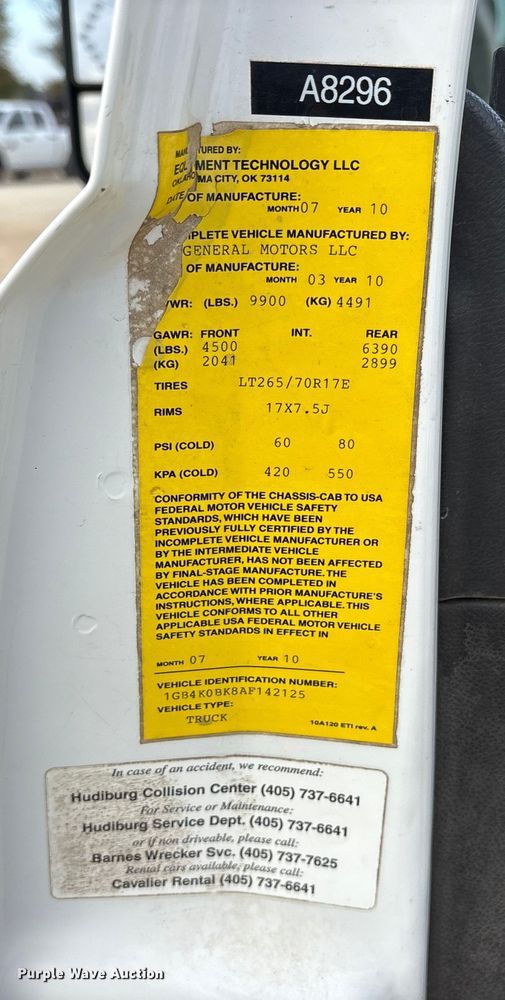 A8296
MAN TURED BY:
EQ MENT TECHNOLOGY LLC
OKLAHO MA CITY, OK 73114
DATE OF MANUFACTURE:
MONTH 07 YEAR 10
PLETE VEHICLE MANUFACTURED BY:
GENERAL MOTORS LLC
OF MANUFACTURE:
MONTH 03 YEAR 10
VWR: (LBS.) 9900 (KG) 4491
GAWR: FRONT INT. REAR
(LBS.) 4500 6390
(KG) 2041 2899
TIRES LT265/70R17E
RIMS 17X7.5J
PSI (COLD) 60 80
KPA (COLD) 420 550
CONFORMITY OF THE CHASSIS-CAB TO USA
FEDERAL MOTOR VEHICLE SAFETY
STANDARDS, WHICH HAVE BEEN
PREVIOUSLY FULLY CERTIFIED BY THE
INCOMPLETE VEHICLE MANUFACTURER OR
BY THE INTERMEDIATE VEHICLE
MANUFACTURER, HAS NOT BEEN AFFECTED
BY FINAL-STAGE MANUFACTURE. THE
VEHICLE HAS BEEN COMPLETED IN
ACCORDANCE WITH PRIOR MANUFACTURE'S
INSTRUCTIONS, WHERE APPLICABLE. THIS
VEHICLE CONFORMS TO ALL OTHER
APPLICABLE USA FEDERAL MOTOR VEHICLE
SAFETY STANDARDS IN EFFECT IN
MONTH 07 YEAR 10
VEHICLE IDENTIFICATION NUMBER:
1GB4K0BK8AF142125
VEHICLE TYPE:
TRUCK
10A120 ETI rev. A
In case of an accident, we recommend:
Hudiburg Collision Center (405) 737-6641
For Service or Maintenance:
Hudiburg Service Dept. (405) 737-6641
or if non driveable, please call:
Barnes Wrecker Svc. (405) 737-7625
Rental cars available, please call:
Cavalier Rental (405) 737-6641
Purple Wave Auction